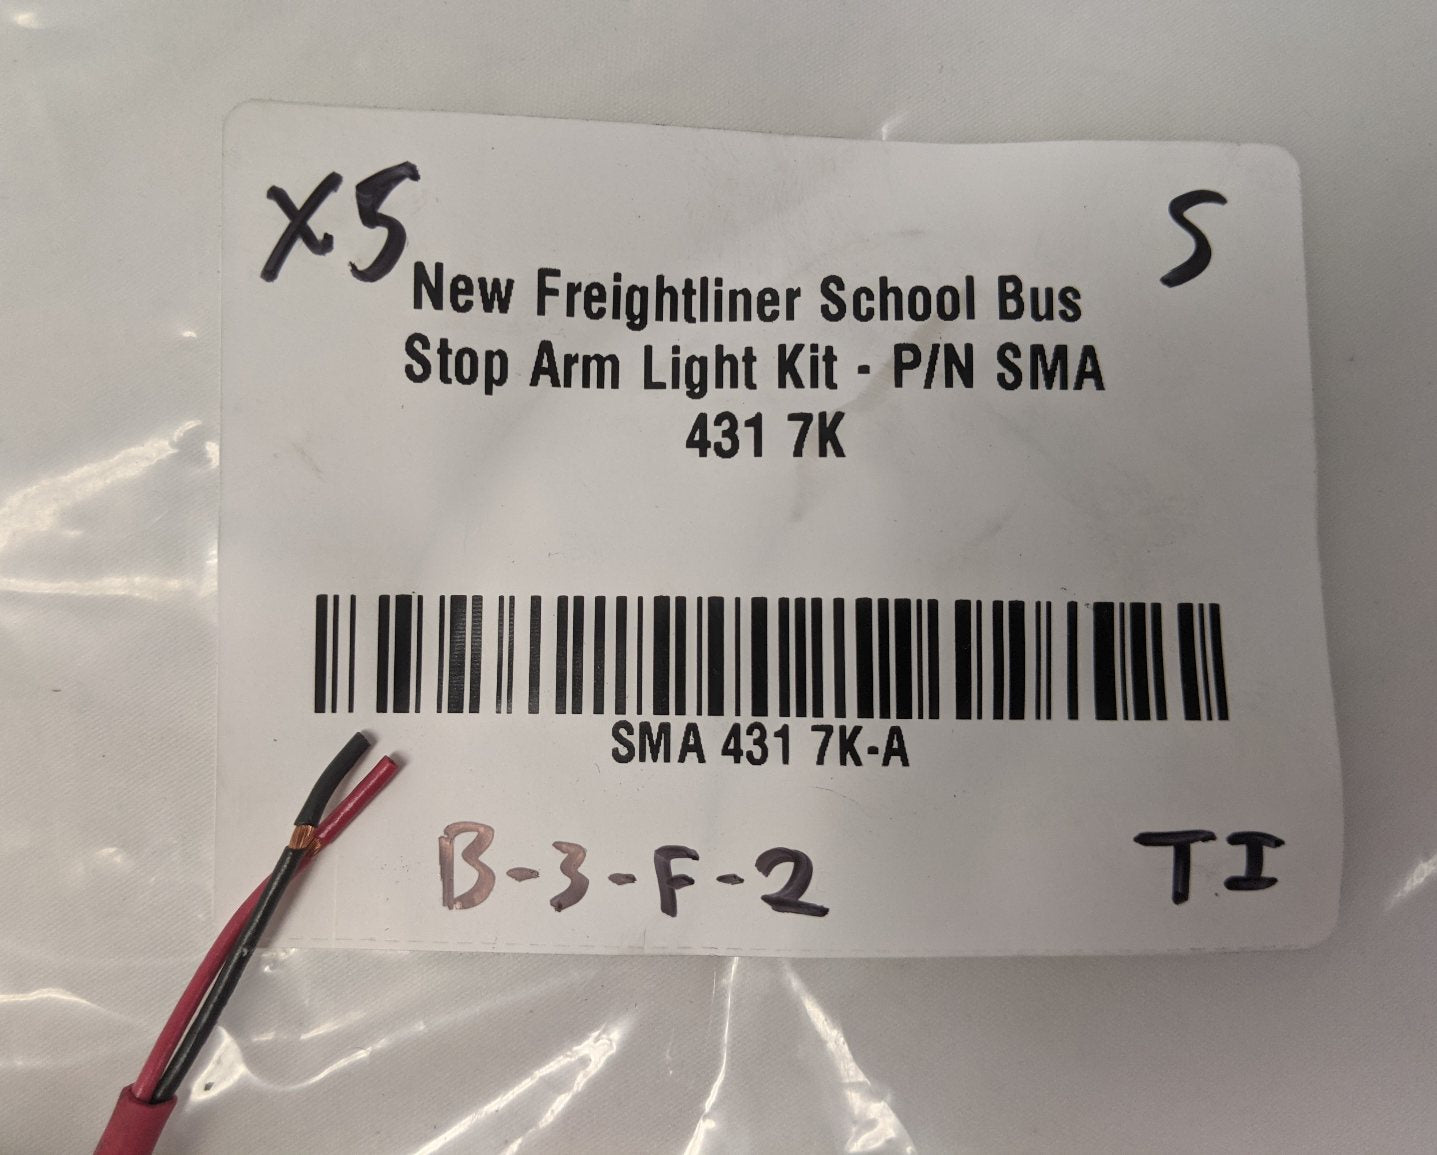 X5
S
New Freightliner School Bus
Stop Arm Light Kit - P/N SMA
431 7K
SMA 431 7K-A
B-3-F-2
TI